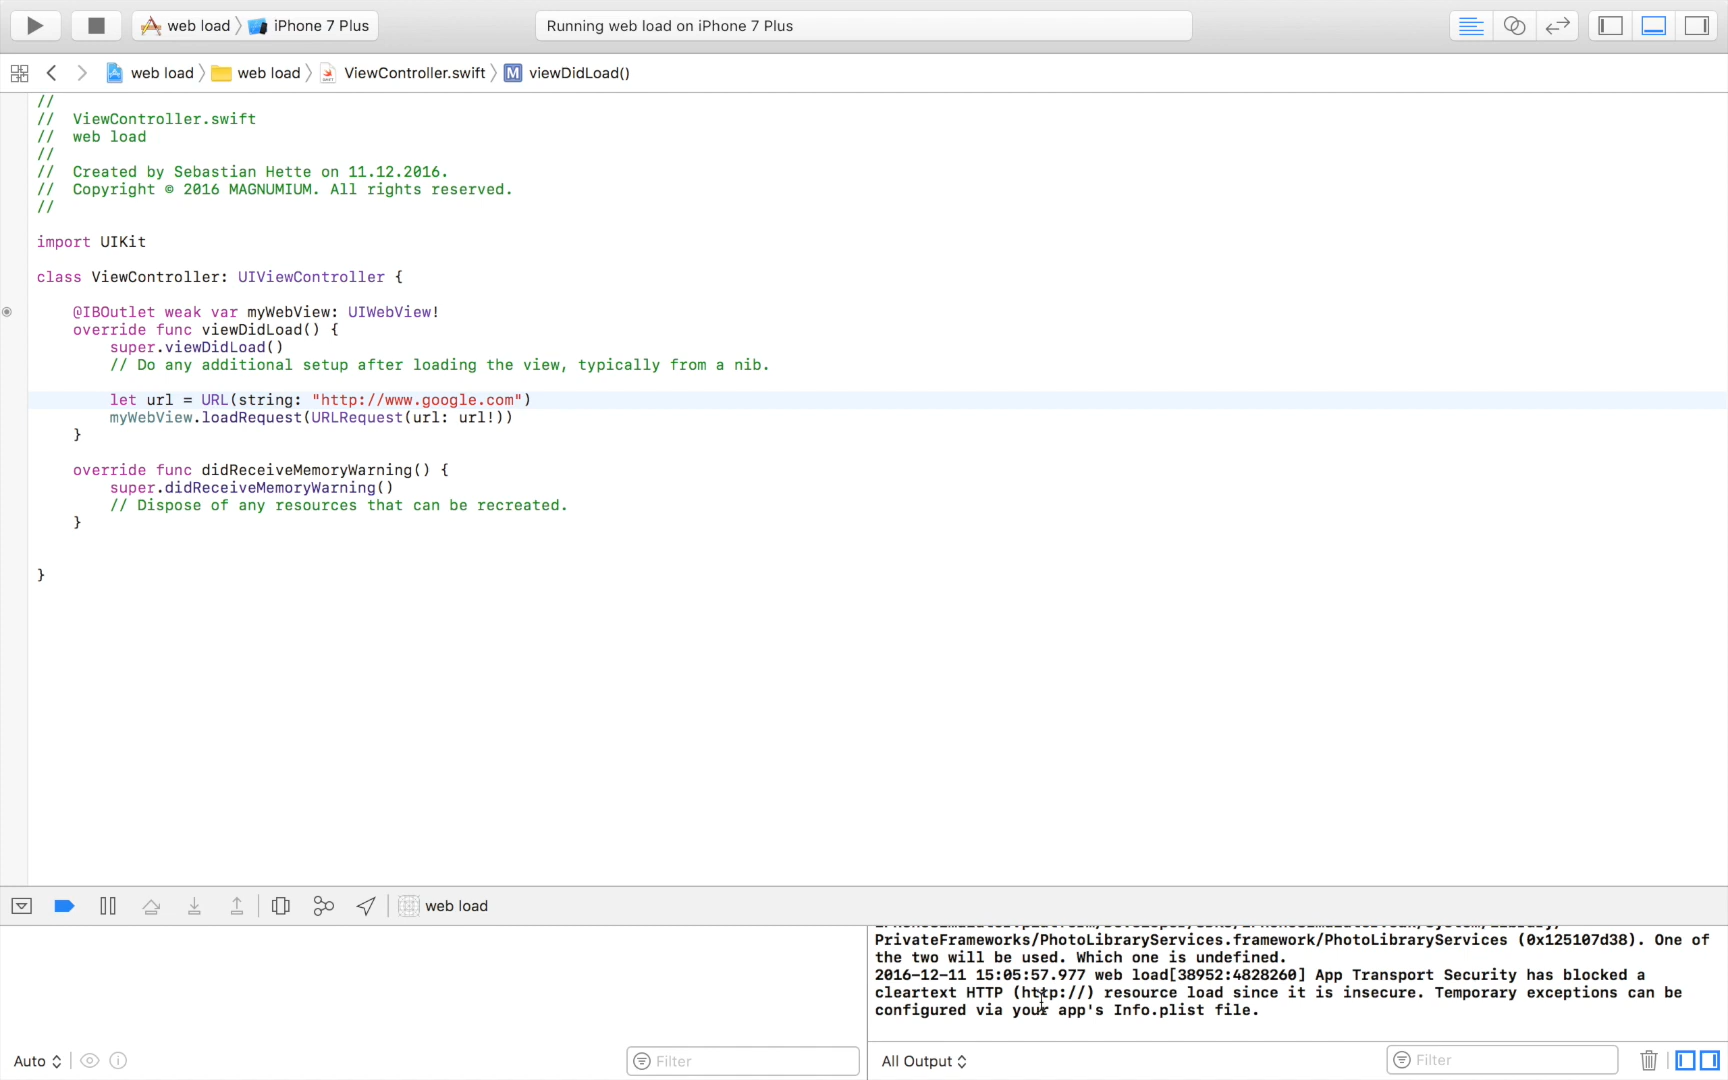 web load iPhone 7 Plus Running web load on iPhone 7 Plus
web load web load ViewController.swift M viewDidLoad()
//
// ViewController.swift
// web load
//
// Created by Sebastian Hette on 11.12.2016.
// Copyright © 2016 MAGNUMIUM. All rights reserved.
//
import UIKit
class ViewController: UIViewController {
@IBOutlet weak var myWebView: UIWebView!
override func viewDidLoad() {
super.viewDidLoad()
// Do any additional setup after loading the view, typically from a nib.
let url = URL(string: "http://www.google.com")
myWebView.loadRequest(URLRequest(url: url!))
}
override func didReceiveMemoryWarning() {
super.didReceiveMemoryWarning()
// Dispose of any resources that can be recreated.
}
}
web load
PrivateFrameworks/PhotoLibraryServices.framework/PhotoLibraryServices (0x125107d38). One of
the two will be used. Which one is undefined.
2016-12-11 15:05:57.977 web load[38952:4828260] App Transport Security has blocked a
cleartext HTTP (http://) resource load since it is insecure. Temporary exceptions can be
configured via your app's Info.plist file.
Auto Filter All Output Filter